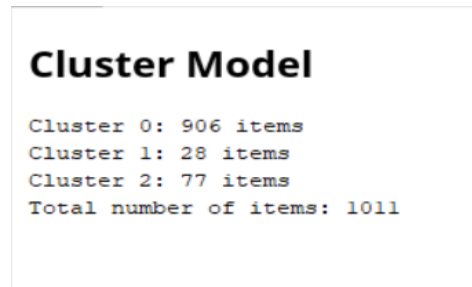 Cluster Model
Cluster 0: 906 items
Cluster 1: 28 items
Cluster 2: 77 items
Total number of items: 1011